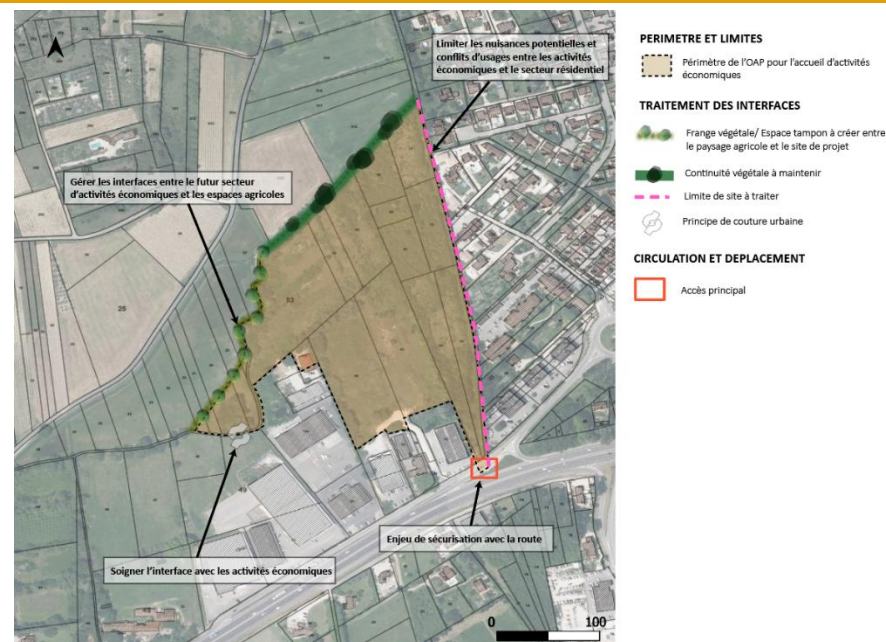 Limiter les nuisances potentielles et
conflits d'usages entre les activités
économiques et le secteur résidentiel
Gérer les interfaces entre le futur secteur
d'activités économiques et les espaces agricoles
Soigner l'interface avec les activités économiques
Enjeu de sécurisation avec la route
0 100
PERIMETRE ET LIMITES
Périmètre de l'OAP pour l'accueil d'activités
économiques
TRAITEMENT DES INTERFACES
Frange végétale/ Espace tampon à créer entre
le paysage agricole et le site de projet
Continuité végétale à maintenir
Limite de site à traiter
Principe de couture urbaine
CIRCULATION ET DEPLACEMENT
Accès principal